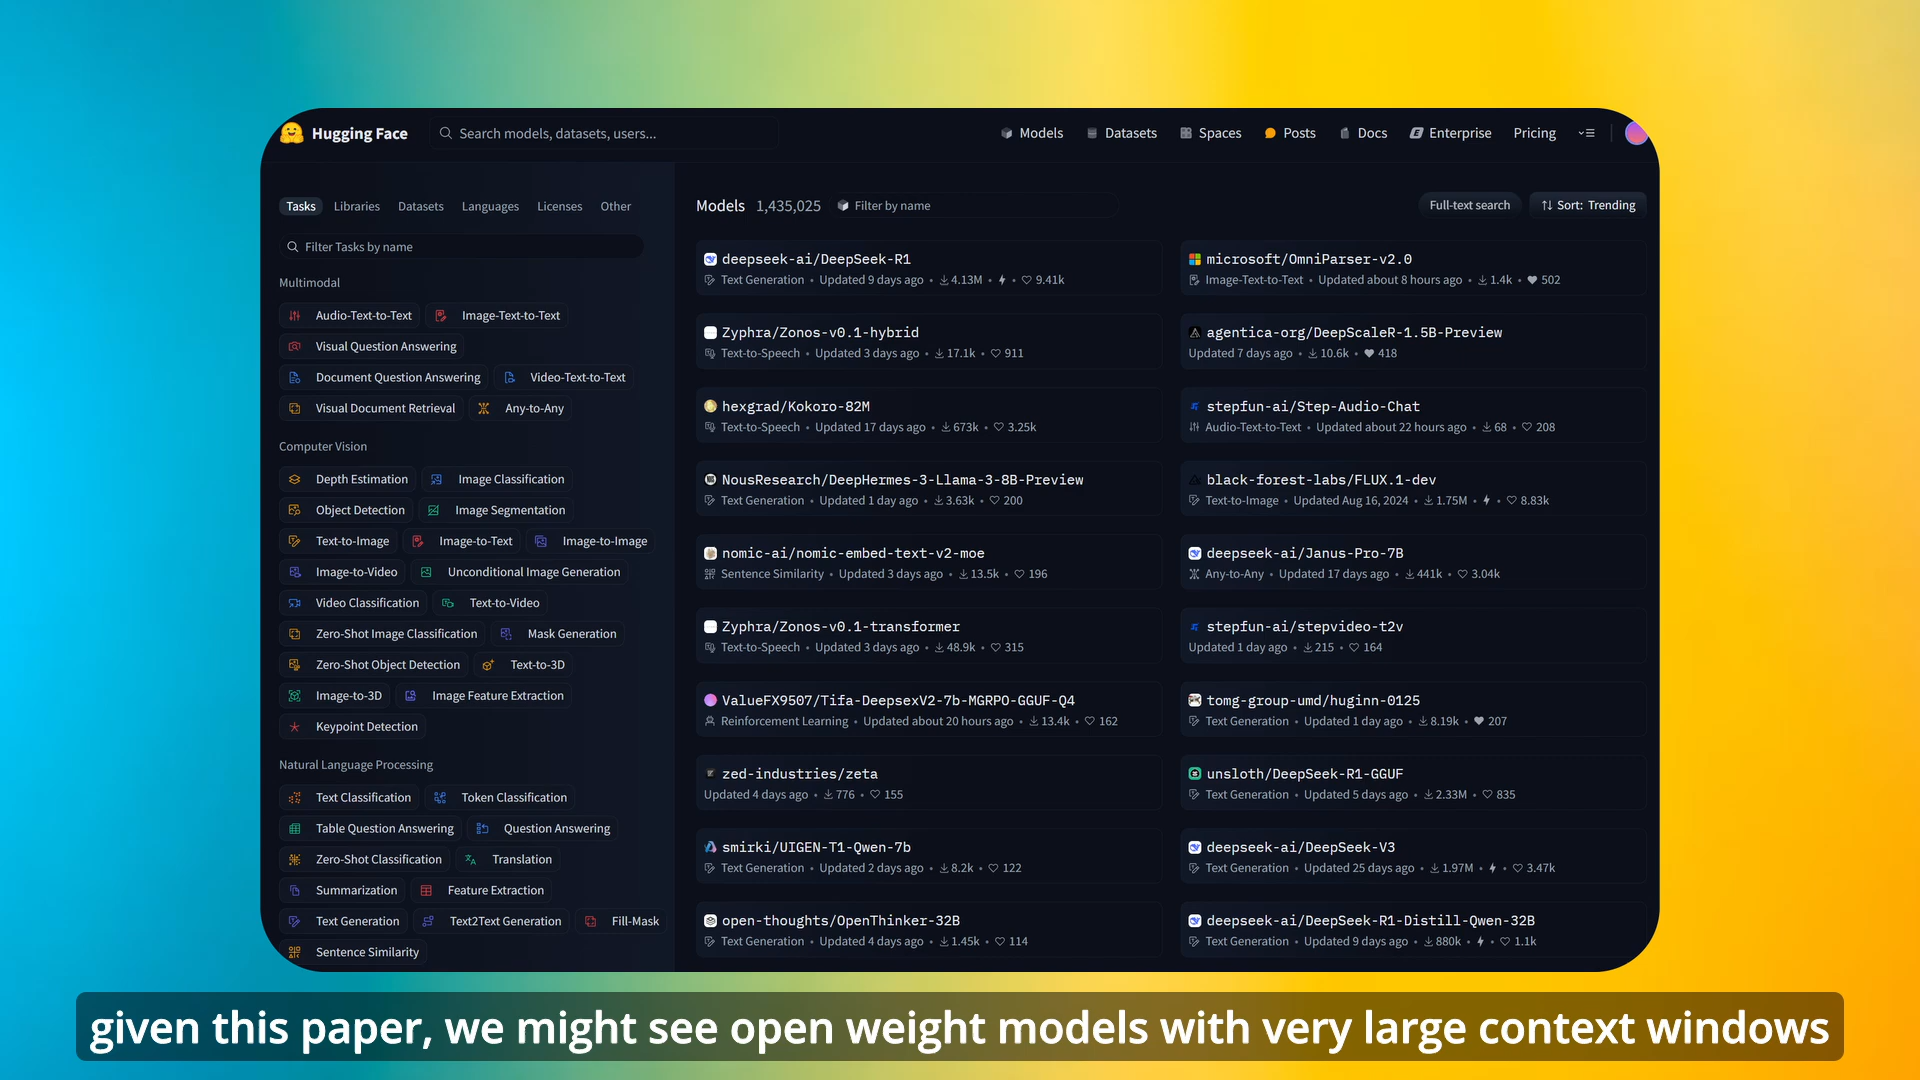 Hugging Face
Search models, datasets, users...
Models Datasets Spaces Posts Docs Enterprise Pricing
Tasks Libraries Datasets Languages Licenses Other
Filter Tasks by name
Multimodal
Audio-Text-to-Text Image-Text-to-Text
Visual Question Answering
Document Question Answering Video-Text-to-Text
Visual Document Retrieval Any-to-Any
Computer Vision
Depth Estimation Image Classification
Object Detection Image Segmentation
Text-to-Image Image-to-Text Image-to-Image
Image-to-Video Unconditional Image Generation
Video Classification Text-to-Video
Zero-Shot Image Classification Mask Generation
Zero-Shot Object Detection Text-to-3D
Image-to-3D Image Feature Extraction
Keypoint Detection
Natural Language Processing
Text Classification Token Classification
Table Question Answering Question Answering
Zero-Shot Classification Translation
Summarization Feature Extraction
Text Generation Text2Text Generation Fill-Mask
Sentence Similarity
Models 1,435,025 Filter by name Full-text search Sort: Trending
deepseek-ai/DeepSeek-R1
Text Generation • Updated 9 days ago • 4.13M • 9.41k
microsoft/OmniParser-v2.0
Image-Text-to-Text • Updated about 8 hours ago • 1.4k • 502
Zyphra/Zonos-v0.1-hybrid
Text-to-Speech • Updated 3 days ago • 17.1k • 911
agentica-org/DeepScaleR-1.5B-Preview
Updated 7 days ago • 10.6k • 418
hexgrad/Kokoro-82M
Text-to-Speech • Updated 17 days ago • 673k • 3.25k
stepfun-ai/Step-Audio-Chat
Audio-Text-to-Text • Updated about 22 hours ago • 68 • 208
NousResearch/DeepHermes-3-Llama-3-8B-Preview
Text Generation • Updated 1 day ago • 3.63k • 200
black-forest-labs/FLUX.1-dev
Text-to-Image • Updated Aug 16, 2024 • 1.75M • 8.83k
nomic-ai/nomic-embed-text-v2-moe
Sentence Similarity • Updated 3 days ago • 13.5k • 196
deepseek-ai/Janus-Pro-7B
Any-to-Any • Updated 17 days ago • 441k • 3.04k
Zyphra/Zonos-v0.1-transformer
Text-to-Speech • Updated 3 days ago • 48.9k • 315
stepfun-ai/stepvideo-t2v
Updated 1 day ago • 215 • 164
ValueFX9507/Tifa-DeepsexV2-7b-MGRPO-GGUF-Q4
Reinforcement Learning • Updated about 20 hours ago • 13.4k • 162
tomg-group-umd/huginn-0125
Text Generation • Updated 1 day ago • 8.19k • 207
zed-industries/zeta
Updated 4 days ago • 776 • 155
unsloth/DeepSeek-R1-GGUF
Text Generation • Updated 5 days ago • 2.33M • 835
smirki/UIGEN-T1-Qwen-7b
Text Generation • Updated 2 days ago • 8.2k • 122
deepseek-ai/DeepSeek-V3
Text Generation • Updated 25 days ago • 1.97M • 3.47k
open-thoughts/OpenThinker-32B
Text Generation • Updated 4 days ago • 1.45k • 114
deepseek-ai/DeepSeek-R1-Distill-Qwen-32B
Text Generation • Updated 9 days ago • 880k • 1.1k
given this paper, we might see open weight models with very large context windows